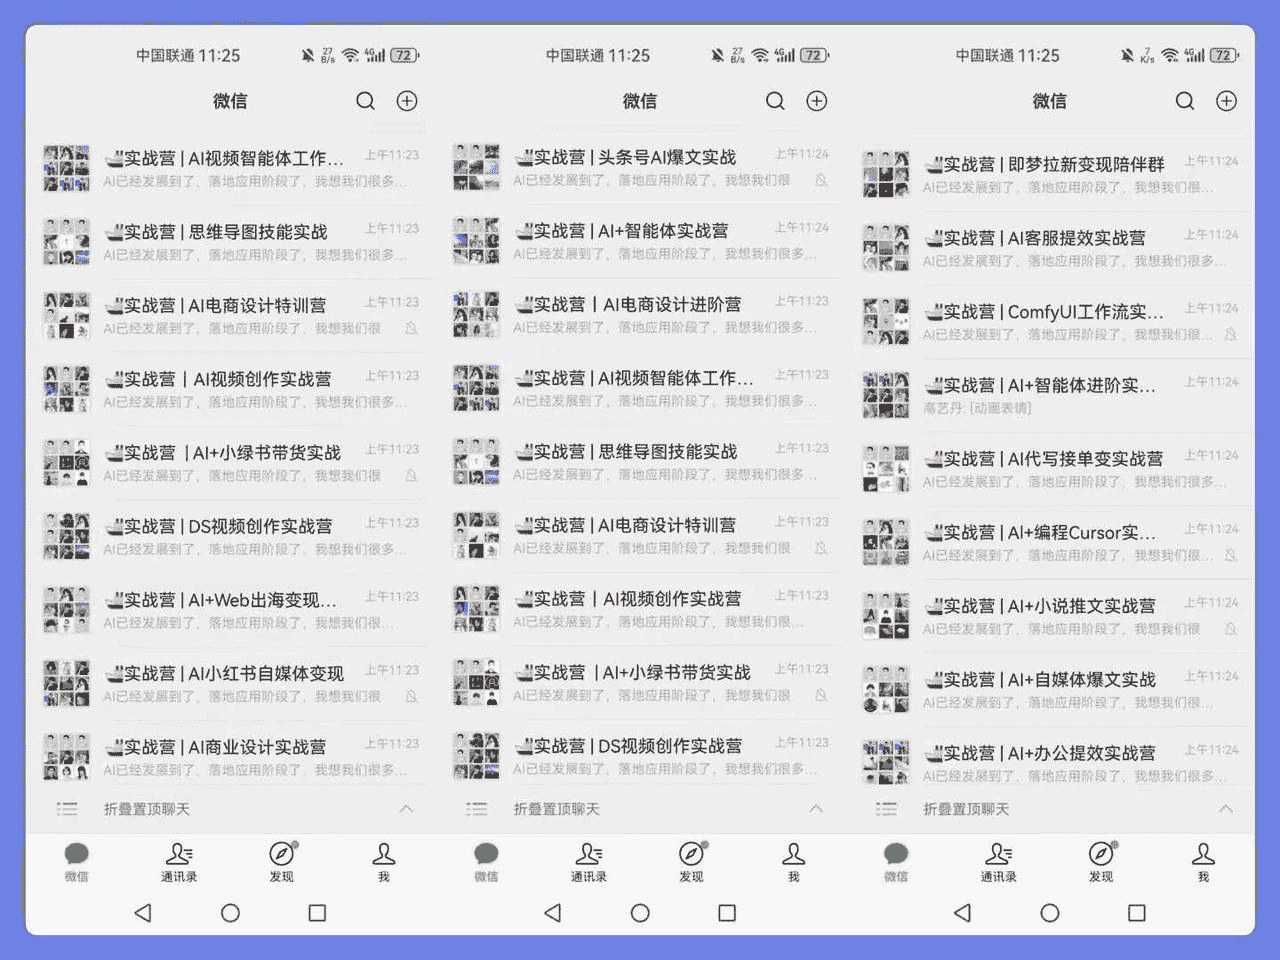 中国联通 11:25
27 B/s
4G
72
微信
🚢实战营 | AI视频智能体工作... 上午11:23
AI已经发展到了，落地应用阶段了，我想我们很多...
🚢实战营 | 思维导图技能实战 上午11:23
AI已经发展到了，落地应用阶段了，我想我们很多...
🚢实战营 | AI电商设计特训营 上午11:23
AI已经发展到了，落地应用阶段了，我想我们很
🚢实战营 | AI视频创作实战营 上午11:23
AI已经发展到了，落地应用阶段了，我想我们很多...
🚢实战营 | AI+小绿书带货实战 上午11:23
AI已经发展到了，落地应用阶段了，我想我们很
🚢实战营 | DS视频创作实战营 上午11:23
AI已经发展到了，落地应用阶段了，我想我们很多...
🚢实战营 | AI+Web出海变现... 上午11:23
AI已经发展到了，落地应用阶段了，我想我们很多...
🚢实战营 | AI小红书自媒体变现 上午11:23
AI已经发展到了，落地应用阶段了，我想我们很
🚢实战营 | AI商业设计实战营 上午11:23
AI已经发展到了，落地应用阶段了，我想我们很多...
折叠置顶聊天
微信 通讯录 发现 我
中国联通 11:25
27 B/s
4G
72
微信
🚢实战营 | 头条号AI爆文实战 上午11:24
AI已经发展到了，落地应用阶段了，我想我们很
🚢实战营 | AI+智能体实战营 上午11:24
AI已经发展到了，落地应用阶段了，我想我们很多...
🚢实战营 | AI电商设计进阶营 上午11:23
AI已经发展到了，落地应用阶段了，我想我们很多...
🚢实战营 | AI视频智能体工作... 上午11:23
AI已经发展到了，落地应用阶段了，我想我们很多...
🚢实战营 | 思维导图技能实战 上午11:23
AI已经发展到了，落地应用阶段了，我想我们很多...
🚢实战营 | AI电商设计特训营 上午11:23
AI已经发展到了，落地应用阶段了，我想我们很
🚢实战营 | AI视频创作实战营 上午11:23
AI已经发展到了，落地应用阶段了，我想我们很多...
🚢实战营 | AI+小绿书带货实战 上午11:23
AI已经发展到了，落地应用阶段了，我想我们很
🚢实战营 | DS视频创作实战营 上午11:23
AI已经发展到了，落地应用阶段了，我想我们很多...
折叠置顶聊天
微信 通讯录 发现 我
中国联通 11:25
7 K/s
4G
72
微信
🚢实战营 | 即梦拉新变现陪伴群 上午11:24
AI已经发展到了，落地应用阶段了，我想我们很...
🚢实战营 | AI客服提效实战营 上午11:24
AI已经发展到了，落地应用阶段了，我想我们很多...
🚢实战营 | ComfyUI工作流实... 上午11:24
AI已经发展到了，落地应用阶段了，我想我们很多...
🚢实战营 | AI+智能体进阶实... 上午11:24
高艺丹: [动画表情]
🚢实战营 | AI代写接单变实战营 上午11:24
AI已经发展到了，落地应用阶段了，我想我们很多...
🚢实战营 | AI+编程Cursor实... 上午11:24
AI已经发展到了，落地应用阶段了，我想我们很多...
🚢实战营 | AI+小说推文实战营 上午11:24
AI已经发展到了，落地应用阶段了，我想我们很
🚢实战营 | AI+自媒体爆文实战 上午11:24
AI已经发展到了，落地应用阶段了，我想我们很多...
🚢实战营 | AI+办公提效实战营 上午11:24
AI已经发展到了，落地应用阶段了，我想我们很多...
折叠置顶聊天
微信 通讯录 发现 我